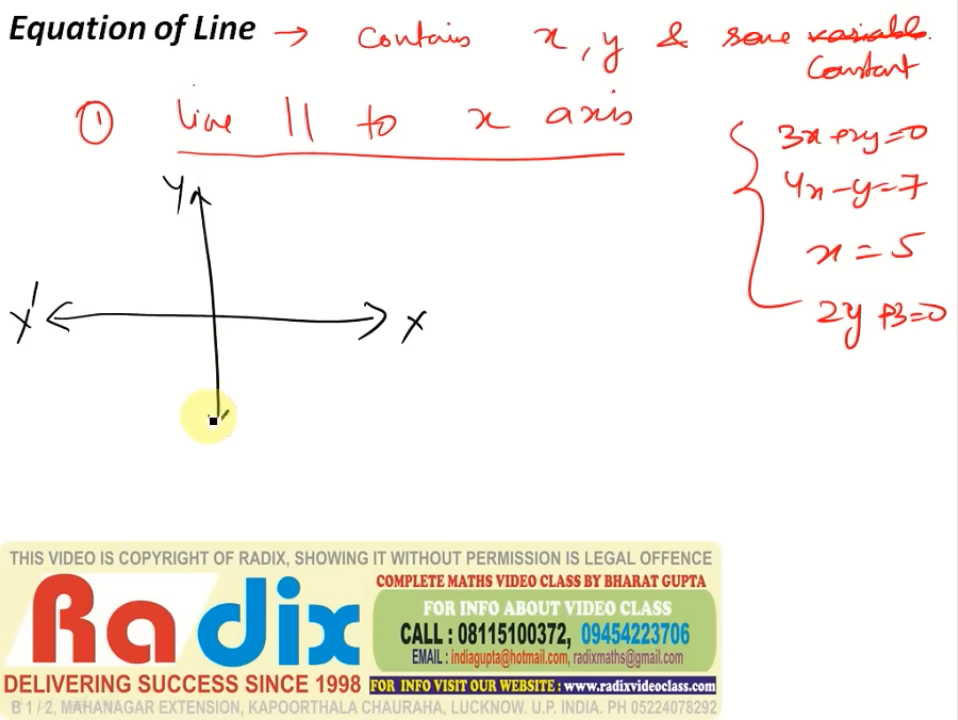 Equation of Line → Contains x, y & some variable.
Constant
① Line || to x axis
3x+2y=0
4x-y=7
x=5
2y+3=0
Y
X' X
THIS VIDEO IS COPYRIGHT OF RADIX, SHOWING IT WITHOUT PERMISSION IS LEGAL OFFENCE
Radix
COMPLETE MATHS VIDEO CLASS BY BHARAT GUPTA
FOR INFO ABOUT VIDEO CLASS
CALL : 08115100372, 09454223706
EMAIL : indiagupta@hotmail.com, radixmaths@gmail.com
DELIVERING SUCCESS SINCE 1998
FOR INFO VISIT OUR WEBSITE : www.radixvideoclass.com
B 1 / 2, MAHANAGAR EXTENSION, KAPOORTHALA CHAURAHA, LUCKNOW. U.P. INDIA. PH 05224078292